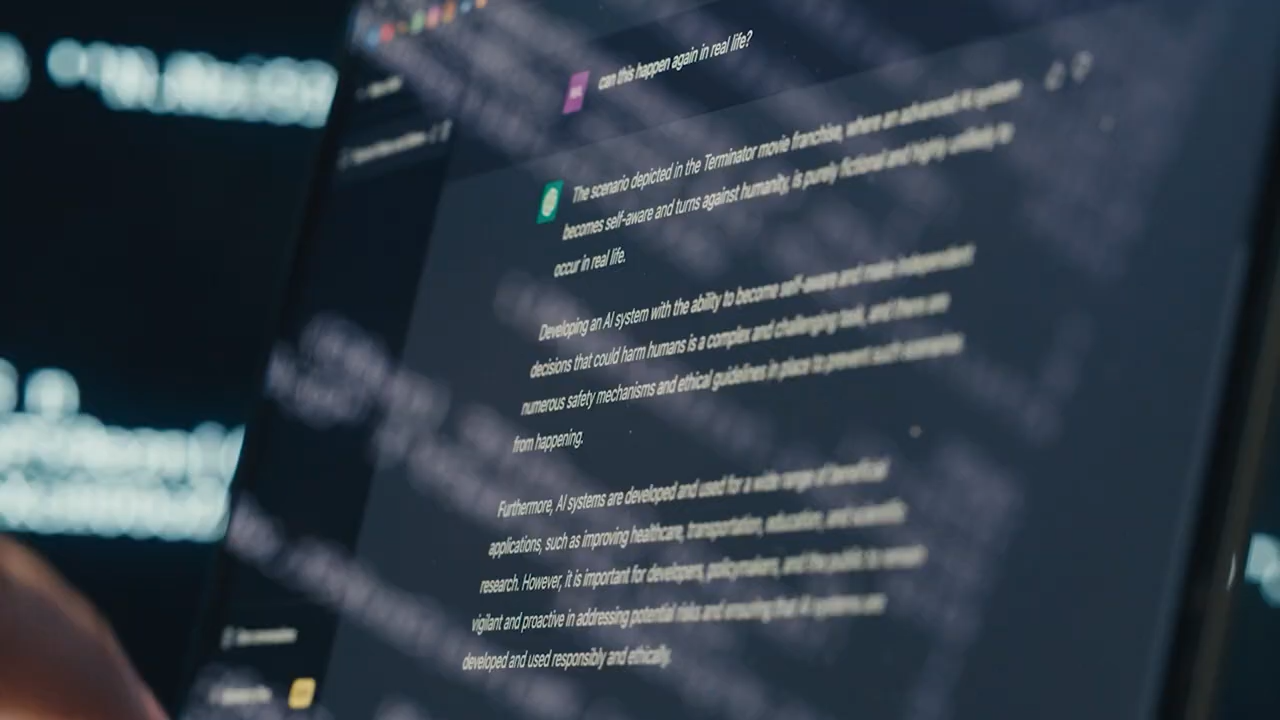 can this happen again in real life?
The scenario depicted in the Terminator movie franchise, where an advanced AI system
becomes self-aware and turns against humanity, is purely fictional and highly unlikely to
occur in real life.
Developing an AI system with the ability to become self-aware and make independent
decisions that could harm humans is a complex and challenging task, and there are
numerous safety mechanisms and ethical guidelines in place to prevent such scenarios
from happening.
Furthermore, AI systems are developed and used for a wide range of beneficial
applications, such as improving healthcare, transportation, education, and scientific
research. However, it is important for developers, policymakers, and the public to remain
vigilant and proactive in addressing potential risks and ensuring that AI systems are
developed and used responsibly and ethically.